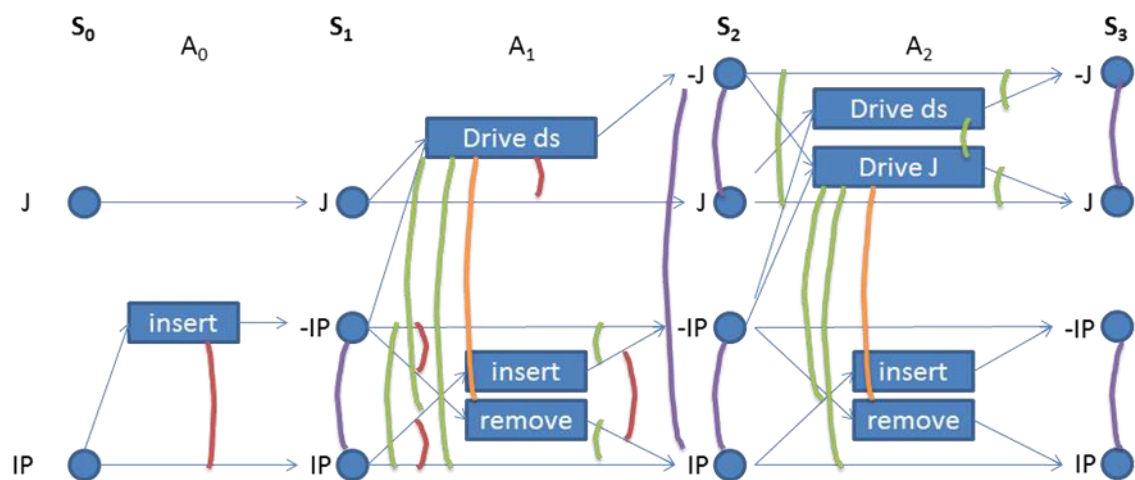 S0 S1 S2 S3
A0 A1 A2
-J -J
Drive ds Drive ds
Drive J
J J J J
insert -IP -IP -IP
insert insert
remove remove
IP IP IP IP